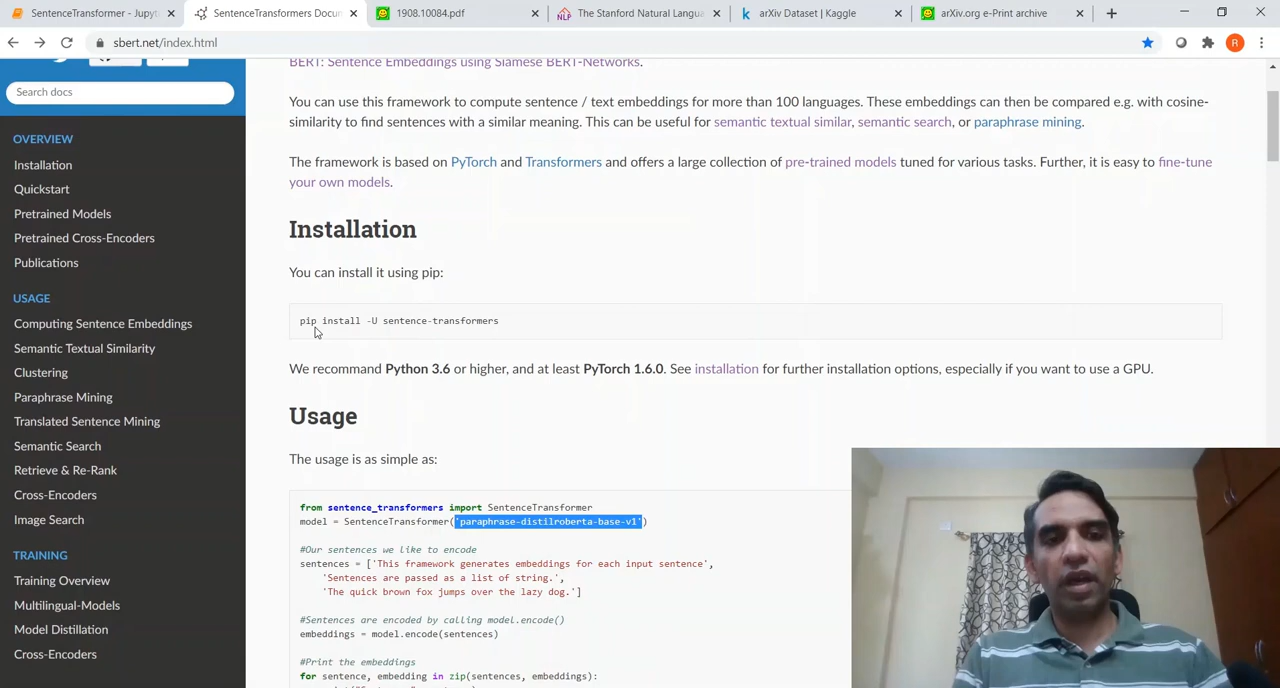 SentenceTransformer - Jupyt
SentenceTransformers Docum
1908.10084.pdf
The Stanford Natural Langua
arXiv Dataset | Kaggle
arXiv.org e-Print archive
sbert.net/index.html
R
Search docs
OVERVIEW
Installation
Quickstart
Pretrained Models
Pretrained Cross-Encoders
Publications
USAGE
Computing Sentence Embeddings
Semantic Textual Similarity
Clustering
Paraphrase Mining
Translated Sentence Mining
Semantic Search
Retrieve & Re-Rank
Cross-Encoders
Image Search
TRAINING
Training Overview
Multilingual-Models
Model Distillation
Cross-Encoders
BERT: Sentence Embeddings using Siamese BERT-Networks.
You can use this framework to compute sentence / text embeddings for more than 100 languages. These embeddings can then be compared e.g. with cosine-
similarity to find sentences with a similar meaning. This can be useful for semantic textual similar, semantic search, or paraphrase mining.
The framework is based on PyTorch and Transformers and offers a large collection of pre-trained models tuned for various tasks. Further, it is easy to fine-tune
your own models.
Installation
You can install it using pip:
pip install -U sentence-transformers
We recommand Python 3.6 or higher, and at least PyTorch 1.6.0. See installation for further installation options, especially if you want to use a GPU.
Usage
The usage is as simple as:
from sentence_transformers import SentenceTransformer
model = SentenceTransformer('paraphrase-distilroberta-base-v1')
#Our sentences we like to encode
sentences = ['This framework generates embeddings for each input sentence',
'Sentences are passed as a list of string.',
'The quick brown fox jumps over the lazy dog.']
#Sentences are encoded by calling model.encode()
embeddings = model.encode(sentences)
#Print the embeddings
for sentence, embedding in zip(sentences, embeddings):